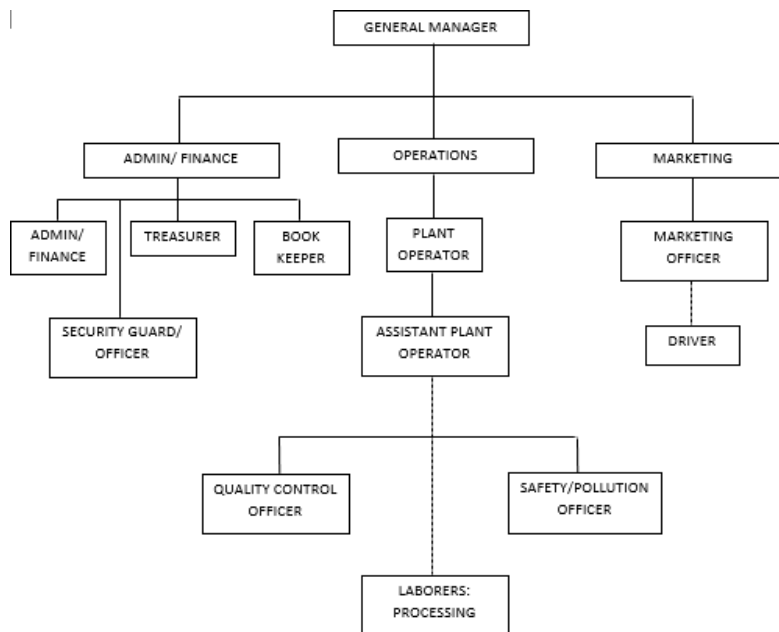 GENERAL MANAGER
ADMIN/ FINANCE
OPERATIONS
MARKETING
ADMIN/
FINANCE
TREASURER
BOOK
KEEPER
PLANT
OPERATOR
MARKETING
OFFICER
SECURITY GUARD/
OFFICER
ASSISTANT PLANT
OPERATOR
DRIVER
QUALITY CONTROL
OFFICER
SAFETY/POLLUTION
OFFICER
LABORERS:
PROCESSING